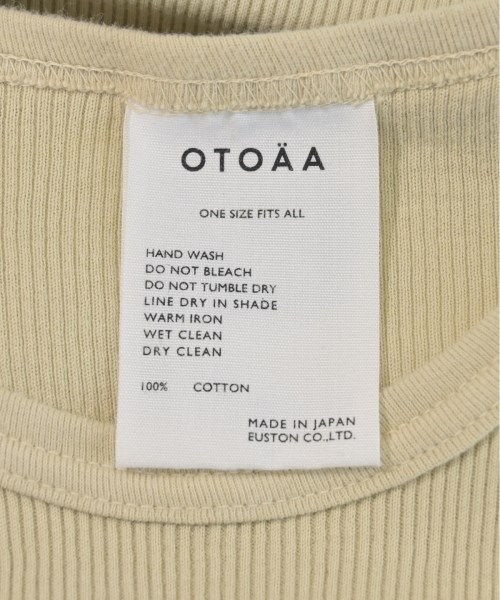 OTOÄA
ONE SIZE FITS ALL
HAND WASH
DO NOT BLEACH
DO NOT TUMBLE DRY
LINE DRY IN SHADE
WARM IRON
WET CLEAN
DRY CLEAN
100% COTTON
MADE IN JAPAN
EUSTON CO.,LTD.